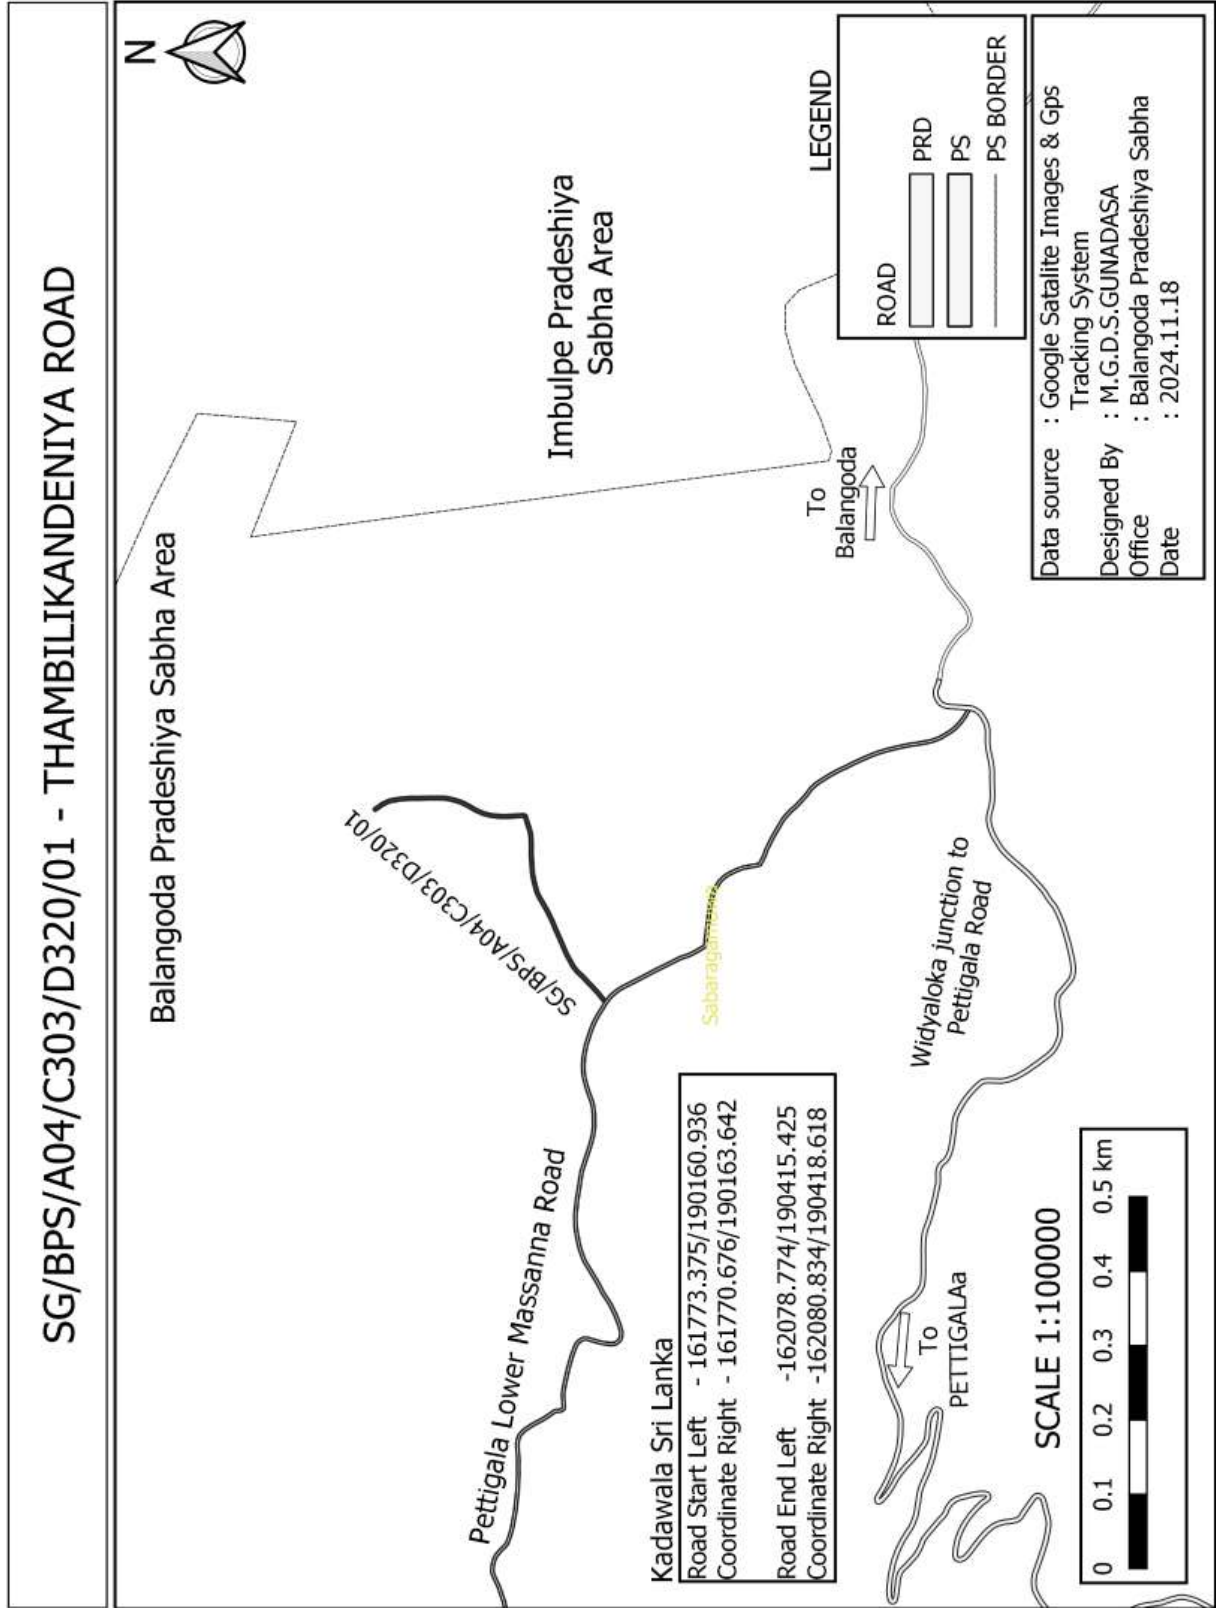 SG/BPS/A04/C303/D320/01 - THAMBILIKANDENIYA ROAD
N
Balangoda Pradeshiya Sabha Area
Imbulpe Pradeshiya
Sabha Area
SG/BPS/A04/C303/D320/01
Pettigala Lower Massanna Road
Sabaragamuwa
To
Balangoda
LEGEND
ROAD
PRD
PS
PS BORDER
Kadawala Sri Lanka
Road Start Left - 161773.375/190160.936
Coordinate Right - 161770.676/190163.642
Road End Left -162078.774/190415.425
Coordinate Right -162080.834/190418.618
Widyaloka junction to
Pettigala Road
To
PETTIGALAa
SCALE 1:100000
0 0.1 0.2 0.3 0.4 0.5 km
Data source : Google Satalite Images & Gps
Tracking System
Designed By : M.G.D.S.GUNADASA
Office : Balangoda Pradeshiya Sabha
Date : 2024.11.18